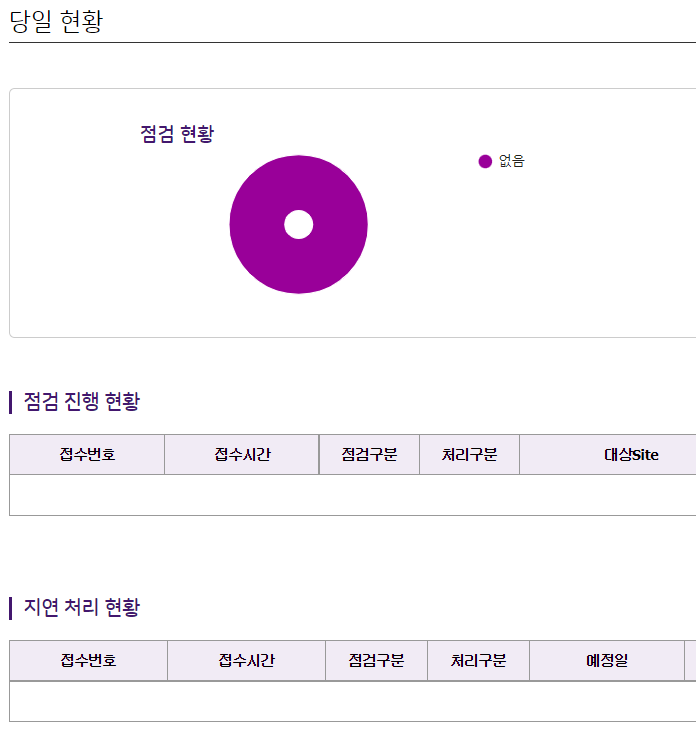 당일 현황
점검 현황
없음
점검 진행 현황
접수번호 접수시간 점검구분 처리구분 대상Site
지연 처리 현황
접수번호 접수시간 점검구분 처리구분 예정일